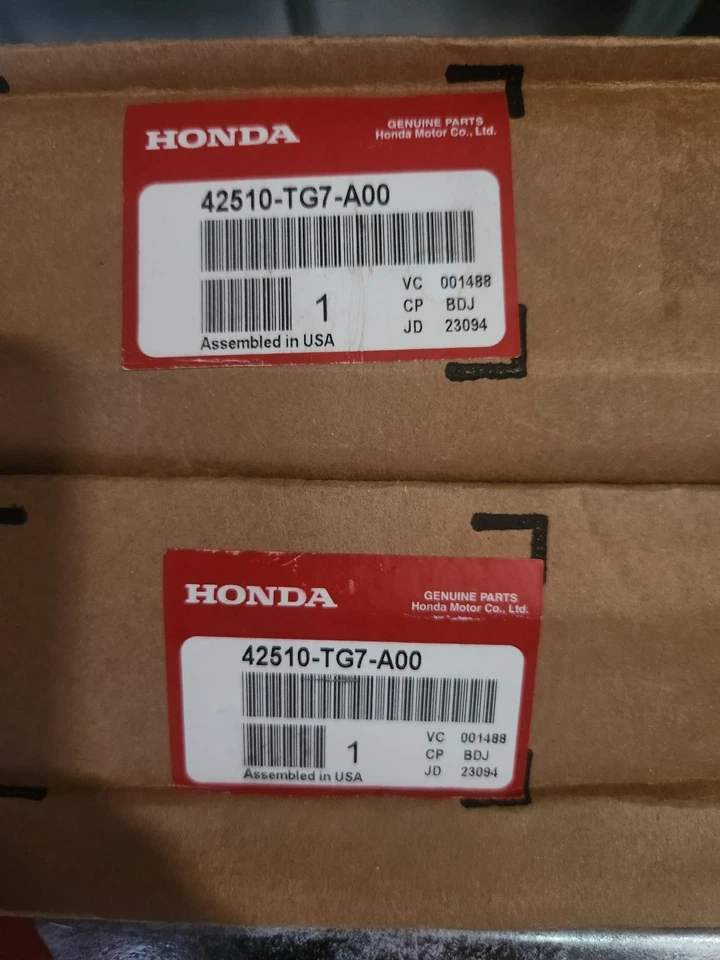 HONDA
GENUINE PARTS
Honda Motor Co., Ltd.
42510-TG7-A00
1
VC 001488
CP BDJ
JD 23094
Assembled in USA
HONDA
GENUINE PARTS
Honda Motor Co., Ltd.
42510-TG7-A00
1
VC 001488
CP BDJ
JD 23094
Assembled in USA